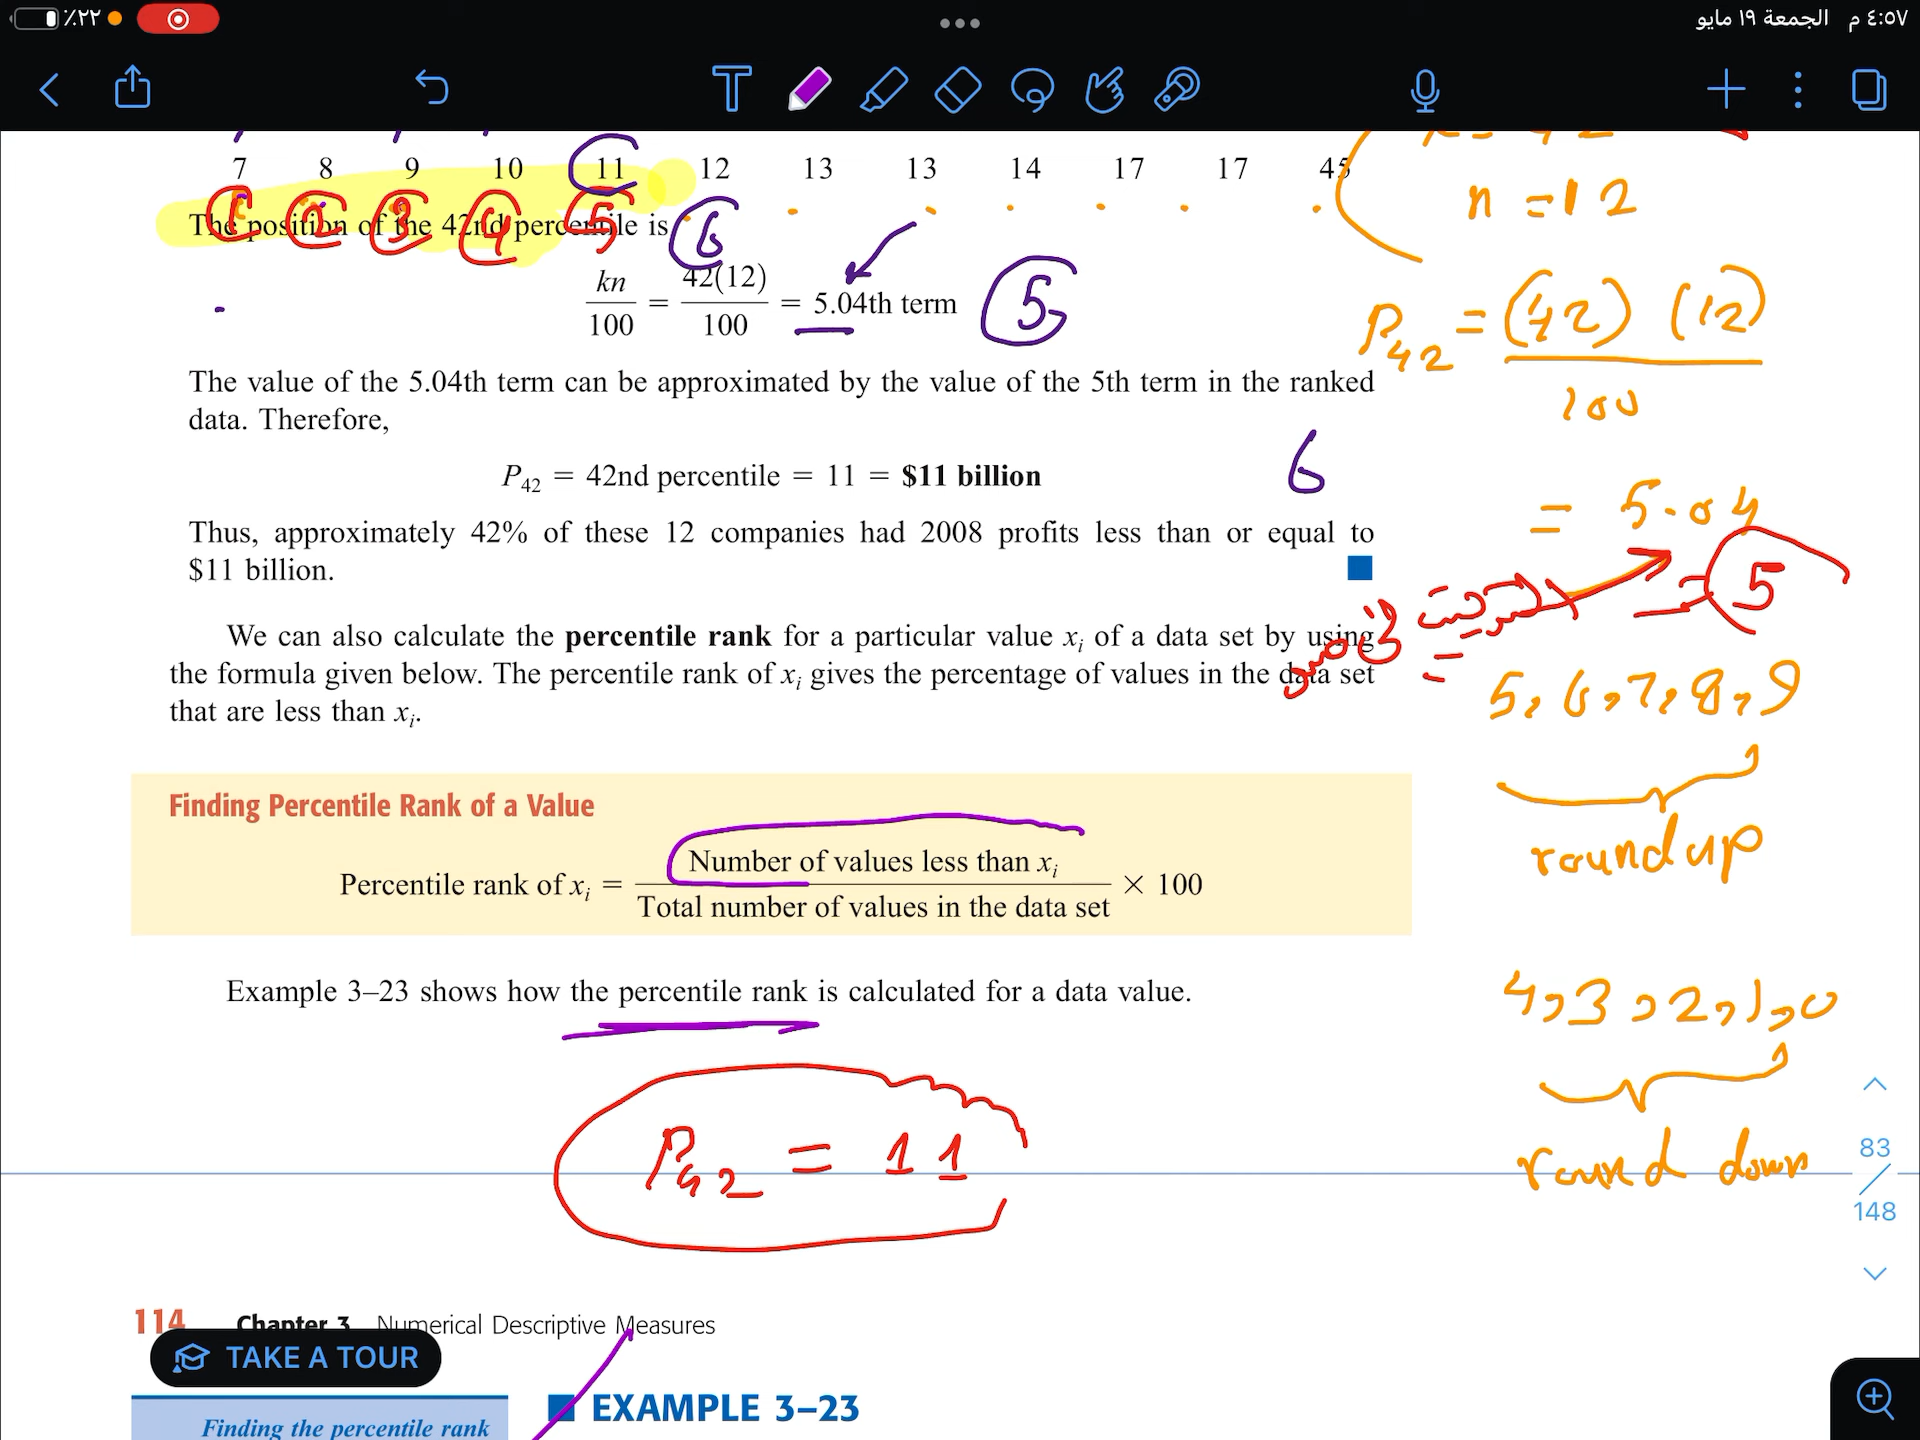 ٪٢٢
٤:٥٧ م الجمعة ١٩ مايو
7 8 9 10 11 12 13 13 14 17 17 45
1 2 3 4 5 6
n = 12
The position of the 42nd percentile is
kn/100 = 42(12)/100 = 5.04th term
5
P42 = (42) (12)
100
The value of the 5.04th term can be approximated by the value of the 5th term in the ranked
data. Therefore,
P42 = 42nd percentile = 11 = $11 billion
6
= 5.04
5
Thus, approximately 42% of these 12 companies had 2008 profits less than or equal to
$11 billion.
We can also calculate the percentile rank for a particular value xi of a data set by using
the formula given below. The percentile rank of xi gives the percentage of values in the data set
that are less than xi.
5, 6, 7, 8, 9
round up
Finding Percentile Rank of a Value
Percentile rank of xi = Number of values less than xi / Total number of values in the data set × 100
Example 3–23 shows how the percentile rank is calculated for a data value.
4, 3, 2, 1, 0
round down
P42 = 11
83
148
114 Chapter 3 Numerical Descriptive Measures
TAKE A TOUR
EXAMPLE 3–23
Finding the percentile rank